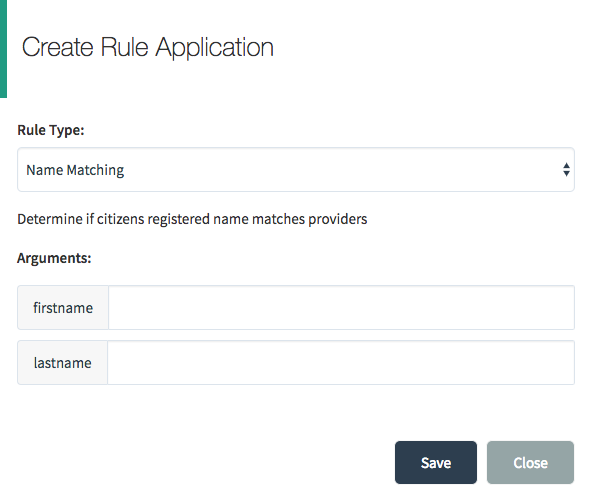 Create Rule Application
Rule Type:
Name Matching
Determine if citizens registered name matches providers
Arguments:
firstname
lastname
Save Close